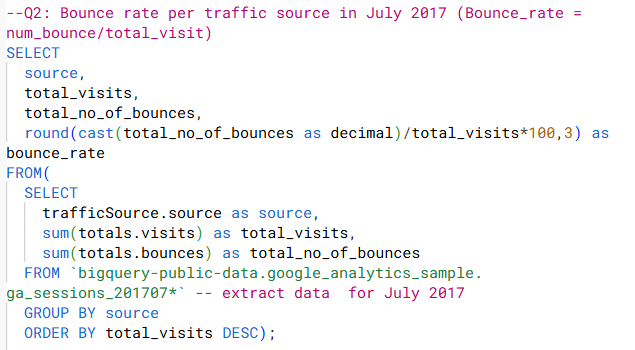 --Q2: Bounce rate per traffic source in July 2017 (Bounce_rate =
num_bounce/total_visit)
SELECT
source,
total_visits,
total_no_of_bounces,
round(cast(total_no_of_bounces as decimal)/total_visits*100,3) as
bounce_rate
FROM(
SELECT
trafficSource.source as source,
sum(totals.visits) as total_visits,
sum(totals.bounces) as total_no_of_bounces
FROM `bigquery-public-data.google_analytics_sample.
ga_sessions_201707*` -- extract data  for July 2017
GROUP BY source
ORDER BY total_visits DESC);